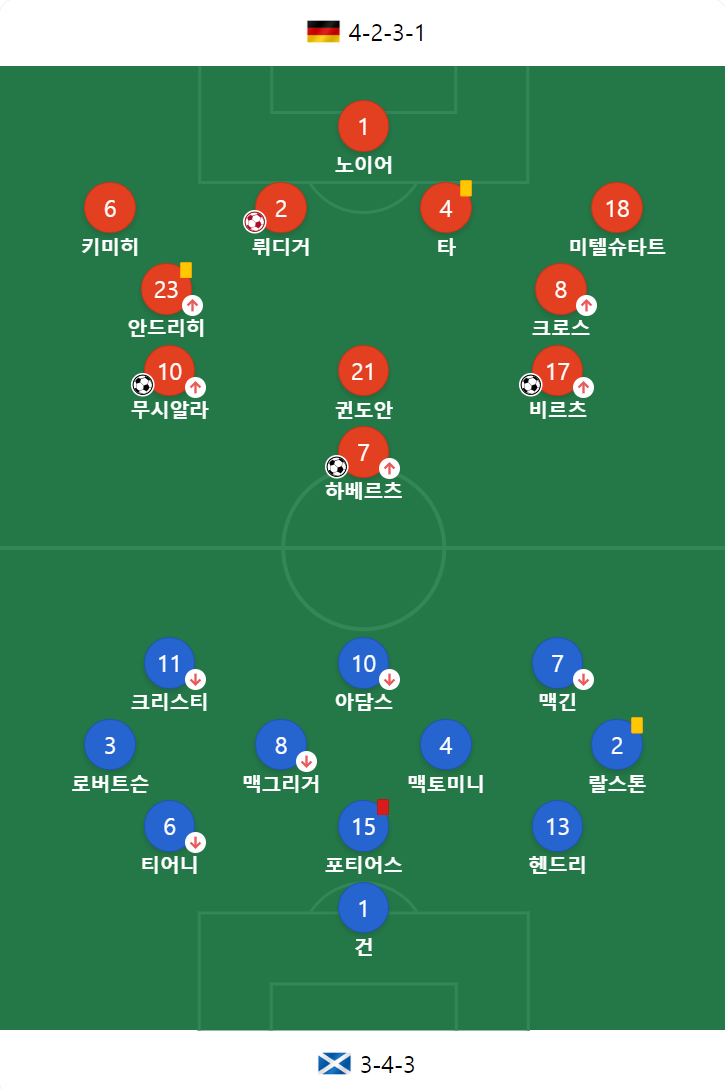 4-2-3-1
1
노이어
6 2 4 18
키미히 뤼디거 타 미텔슈타트
23 8
안드리히 크로스
10 21 17
무시알라 귄도안 비르츠
7
하베르츠
11 10 7
크리스티 아담스 맥긴
3 8 4 2
로버트슨 맥그리거 맥토미니 랄스톤
6 15 13
티어니 포티어스 헨드리
1
건
3-4-3